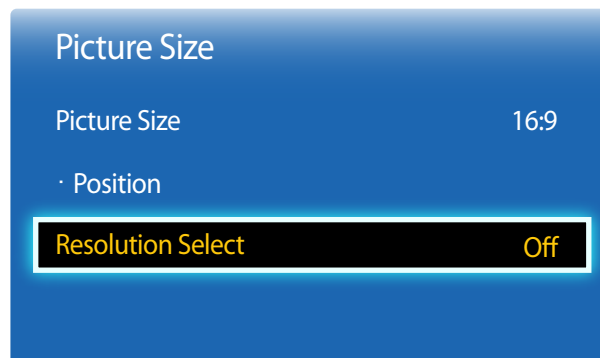 Picture Size
Picture Size 16:9
· Position
Resolution Select Off